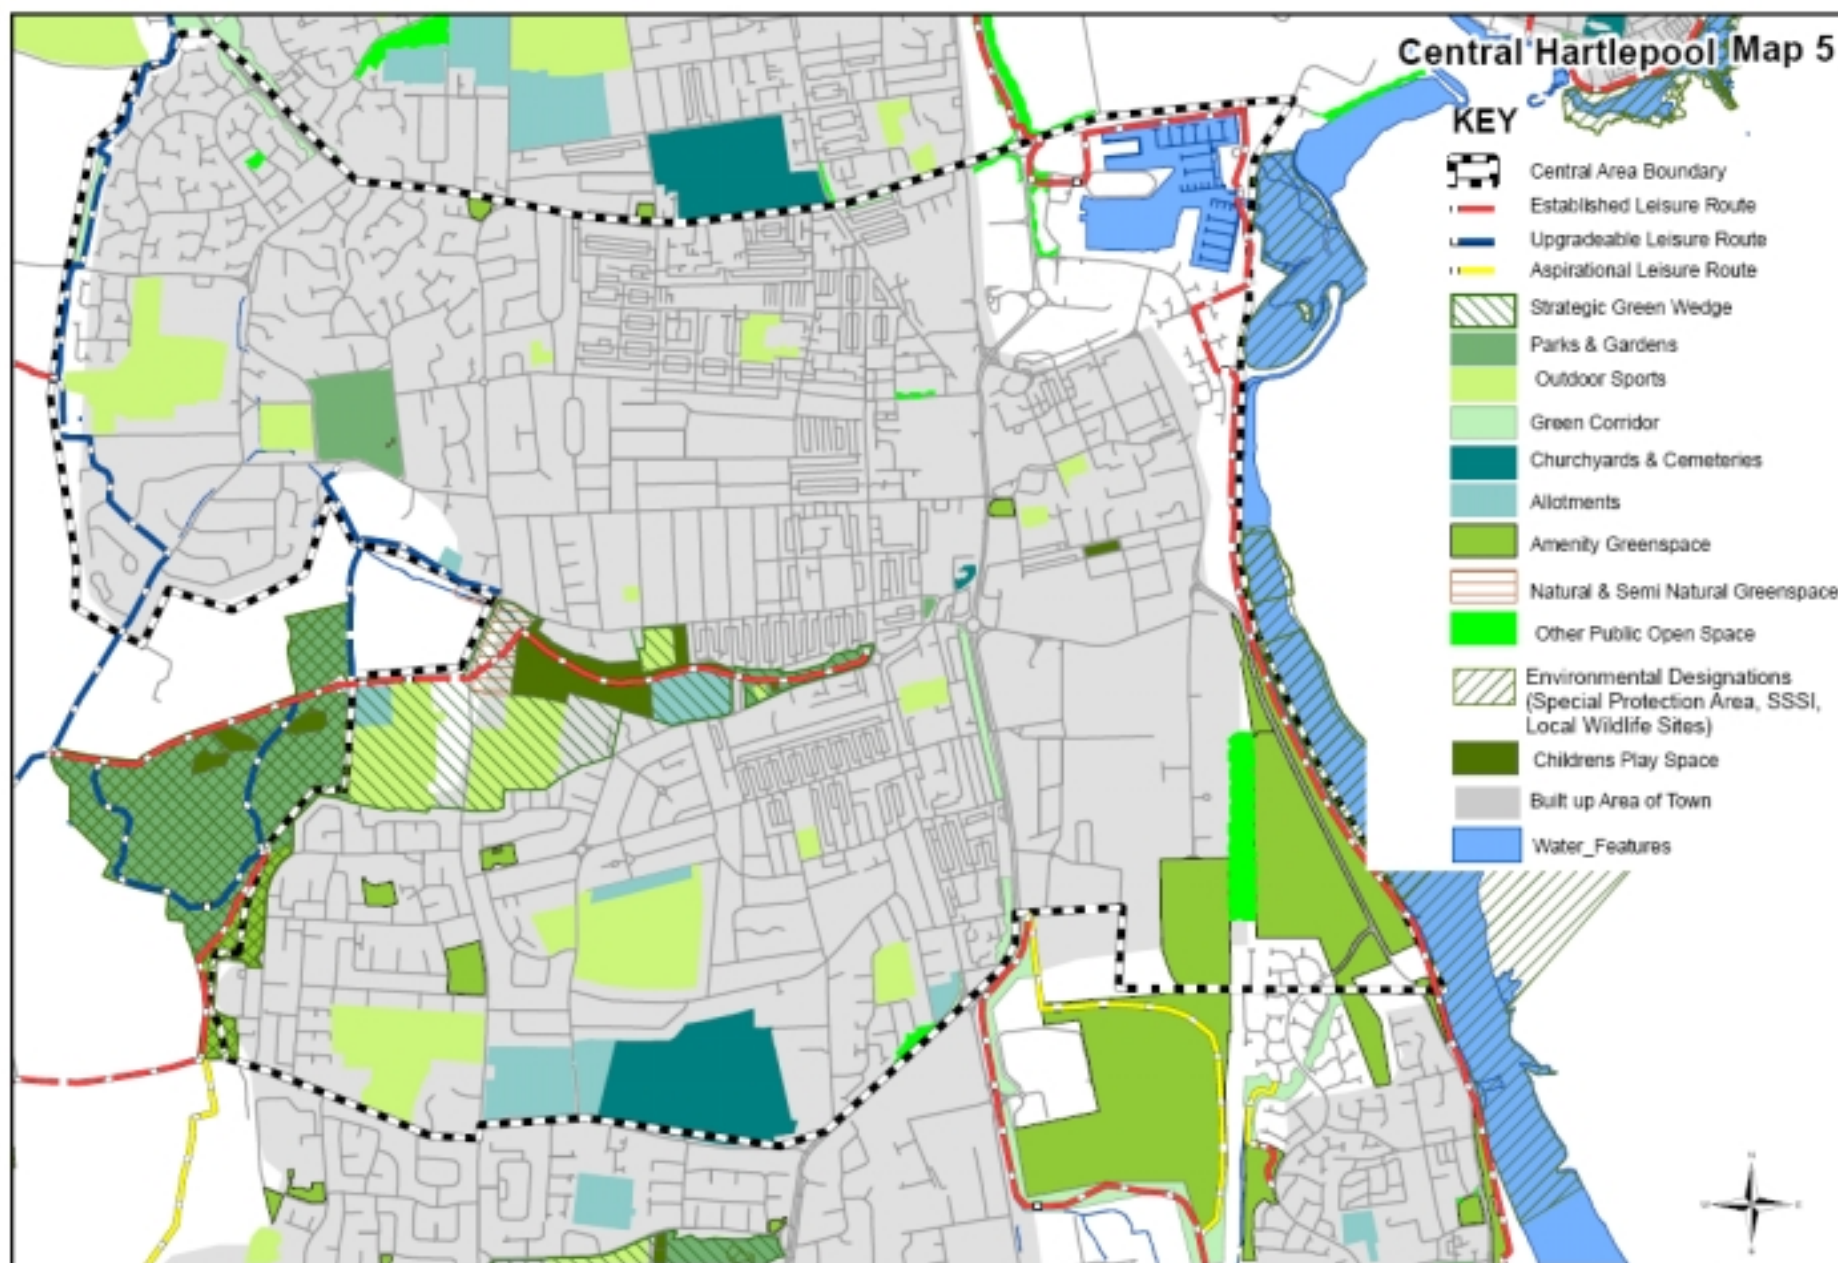 Central Hartlepool Map 5
KEY
Central Area Boundary
Established Leisure Route
Upgradeable Leisure Route
Aspirational Leisure Route
Strategic Green Wedge
Parks & Gardens
Outdoor Sports
Green Corridor
Churchyards & Cemeteries
Allotments
Amenity Greenspace
Natural & Semi Natural Greenspace
Other Public Open Space
Environmental Designations
(Special Protection Area, SSSI,
Local Wildlife Sites)
Childrens Play Space
Built up Area of Town
Water_Features